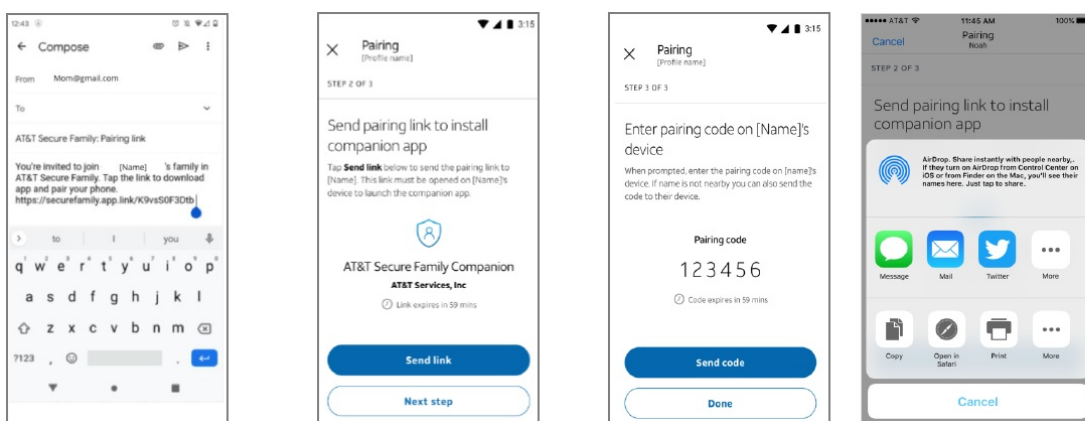 12:43
Compose
From Mom@gmail.com
To
AT&T Secure Family: Pairing link
You're invited to join [Name] 's family in
AT&T Secure Family. Tap the link to download
app and pair your phone.
https://securefamily.app.link/K9vsS0F3Dtb
to I you
q w e r t y u i o p
1 2 3 4 5 6 7 8 9 0
a s d f g h j k l
z x c v b n m
?123 , .
3:15
Pairing
[Profile name]
STEP 2 OF 3
Send pairing link to install
companion app
Tap Send link below to send the pairing link to
[Name]. This link must be opened on [Name]'s
device to launch the companion app.
AT&T Secure Family Companion
AT&T Services, Inc
Link expires in 59 mins
Send link
Next step
3:15
Pairing
[Profile name]
STEP 3 OF 3
Enter pairing code on [Name]'s
device
When prompted, enter the pairing code on [name]'s
device. If name is not nearby you can also send the
code to their device.
Pairing code
123456
Code expires in 59 mins
Send code
Done
AT&T 11:45 AM 100%
Cancel Pairing
Noah
STEP 2 OF 3
Send pairing link to install
companion app
AirDrop. Share instantly with people nearby,.
If they turn on AirDrop from Control Center on
iOS or from Finder on the Mac, you'll see their
names here. Just tap to share.
Message Mail Twitter More
Copy Open in Print More
Safari
Cancel